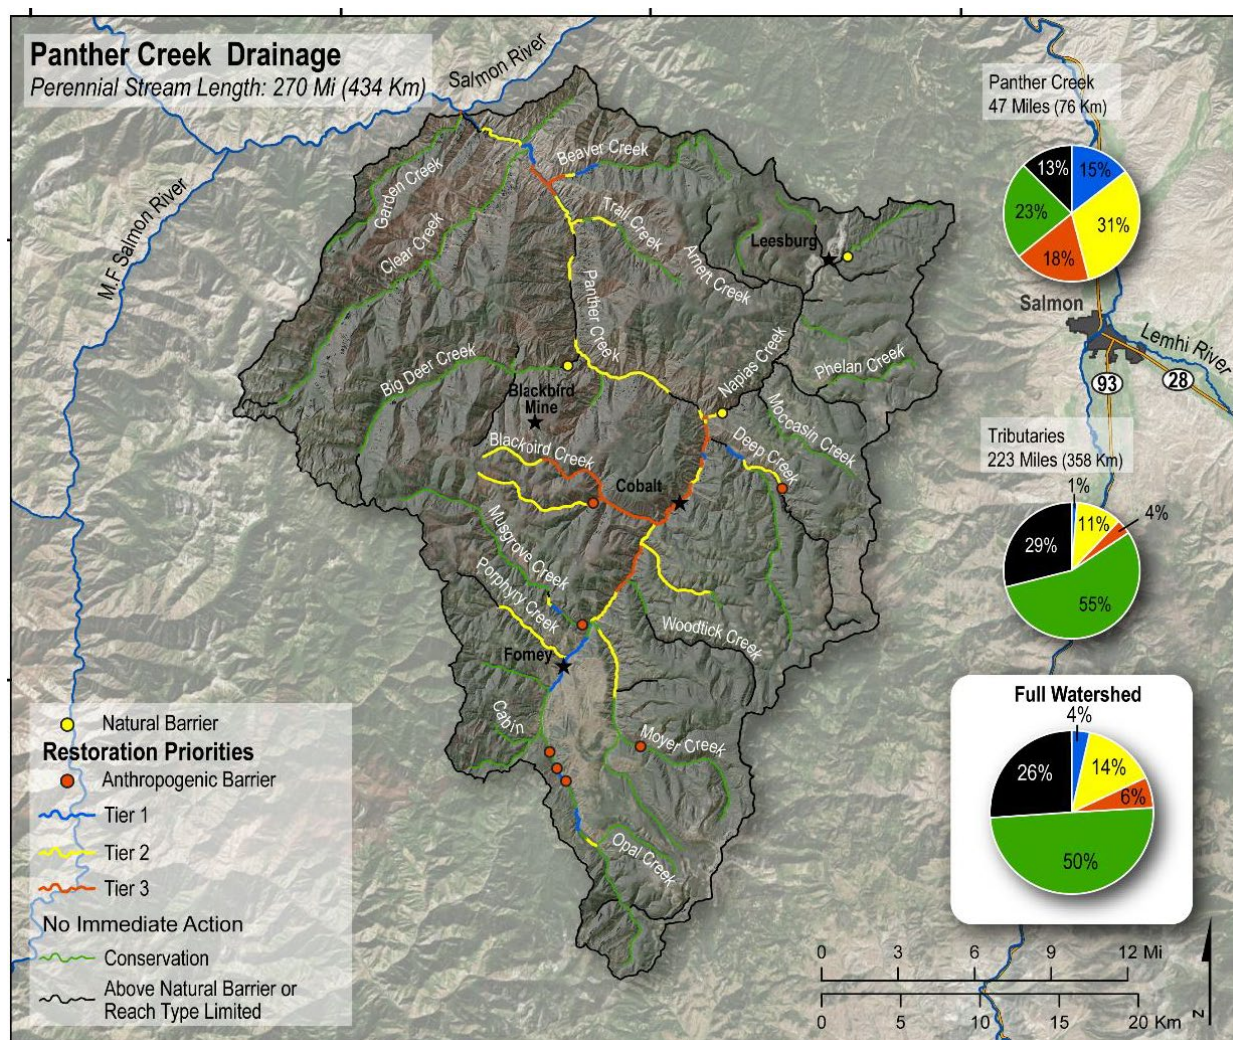 Panther Creek Drainage
Perennial Stream Length: 270 Mi (434 Km)
Salmon River
M.F Salmon River
Garden Creek
Clear Creek
Beaver Creek
Trail Creek
Arnett Creek
Leesburg
Panther Creek
Big Deer Creek
Blackbird
Mine
Napias Creek
Phelan Creek
Moccasin Creek
Deep Creek
Blackbird Creek
Cobalt
Musgrove Creek
Porphyry Creek
Woodtick Creek
Forney
Cabin
Moyer Creek
Opal Creek
Panther Creek
47 Miles (76 Km)
13%
15%
23%
31%
18%
Salmon
Lemhi River
93
28
Tributaries
223 Miles (358 Km)
1%
11%
4%
29%
55%
Full Watershed
4%
26%
14%
6%
50%
Natural Barrier
Restoration Priorities
Anthropogenic Barrier
Tier 1
Tier 2
Tier 3
No Immediate Action
Conservation
Above Natural Barrier or
Reach Type Limited
0 3 6 9 12 Mi
0 5 10 15 20 Km
N